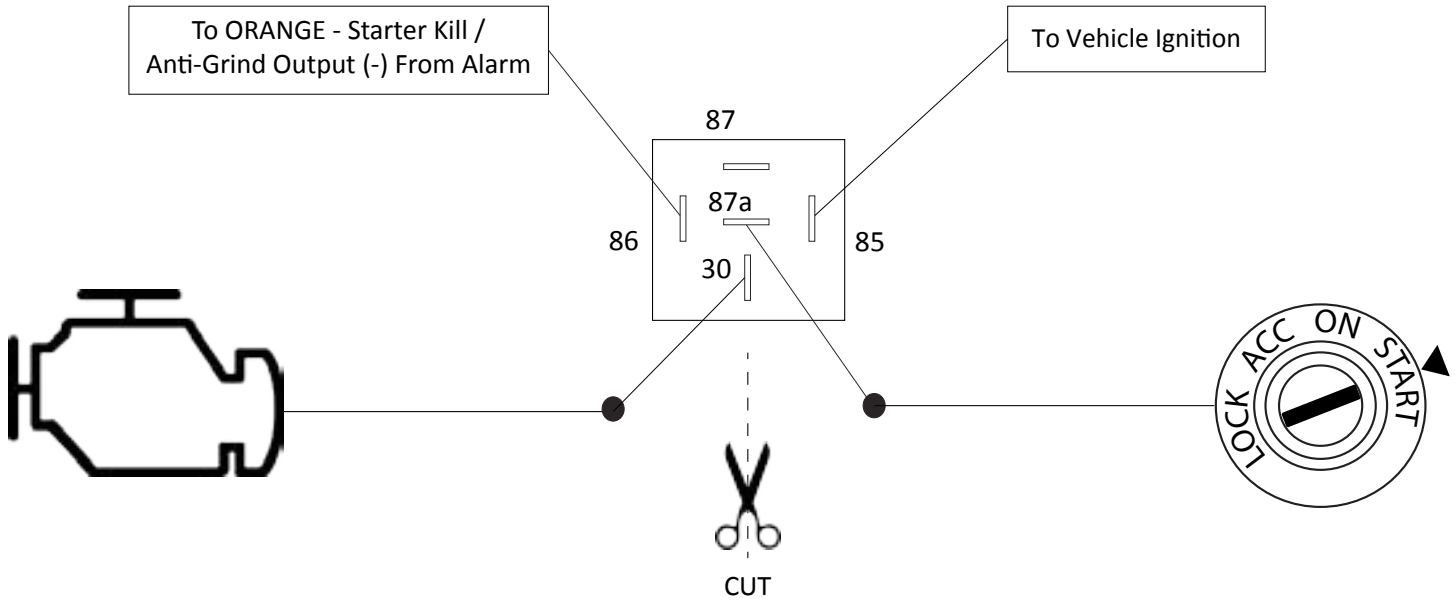 To ORANGE - Starter Kill /
Anti-Grind Output (-) From Alarm
To Vehicle Ignition
87
87a
86
85
30
LOCK ACC ON START
CUT